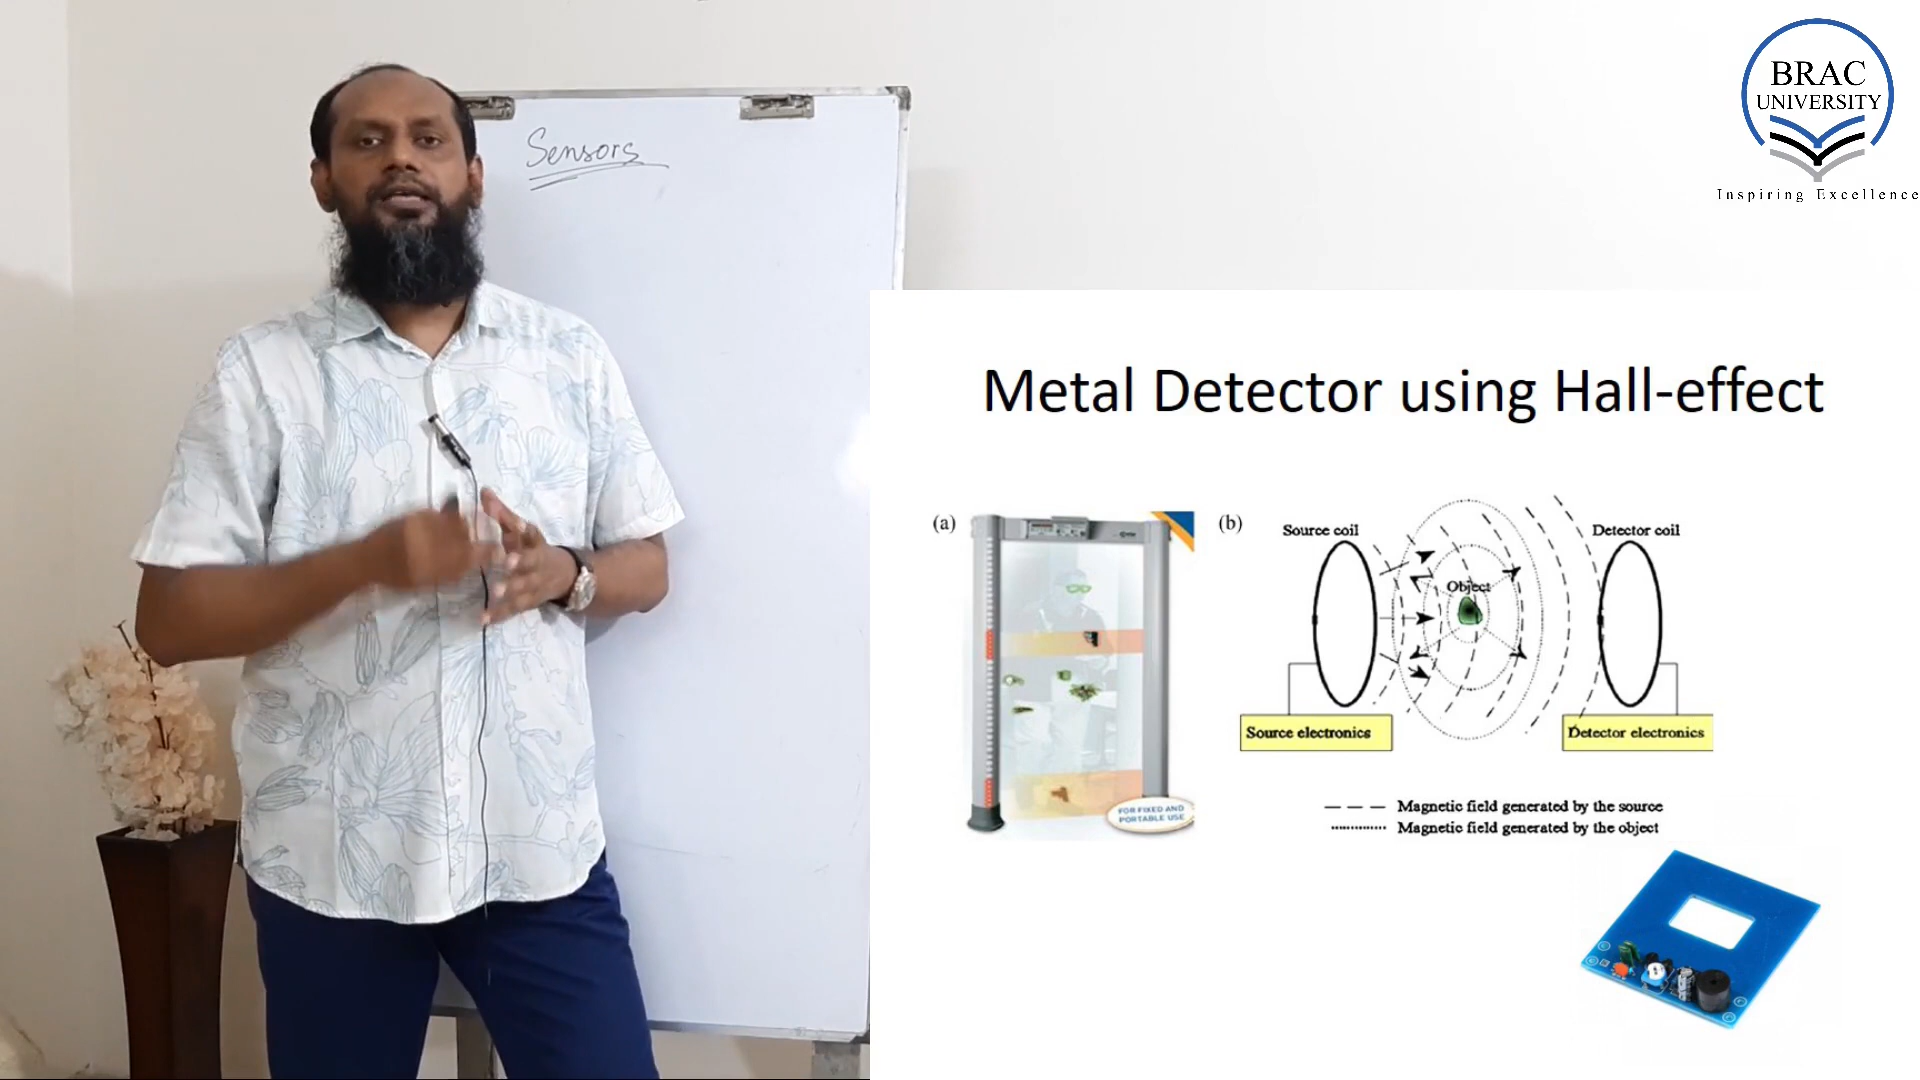 BRAC
UNIVERSITY
Inspiring Excellence
Sensors
Metal Detector using Hall-effect
(a)
FOR FIXED AND
PORTABLE USE
(b)
Source coil
Detector coil
Object
Source electronics
Detector electronics
Magnetic field generated by the source
Magnetic field generated by the object